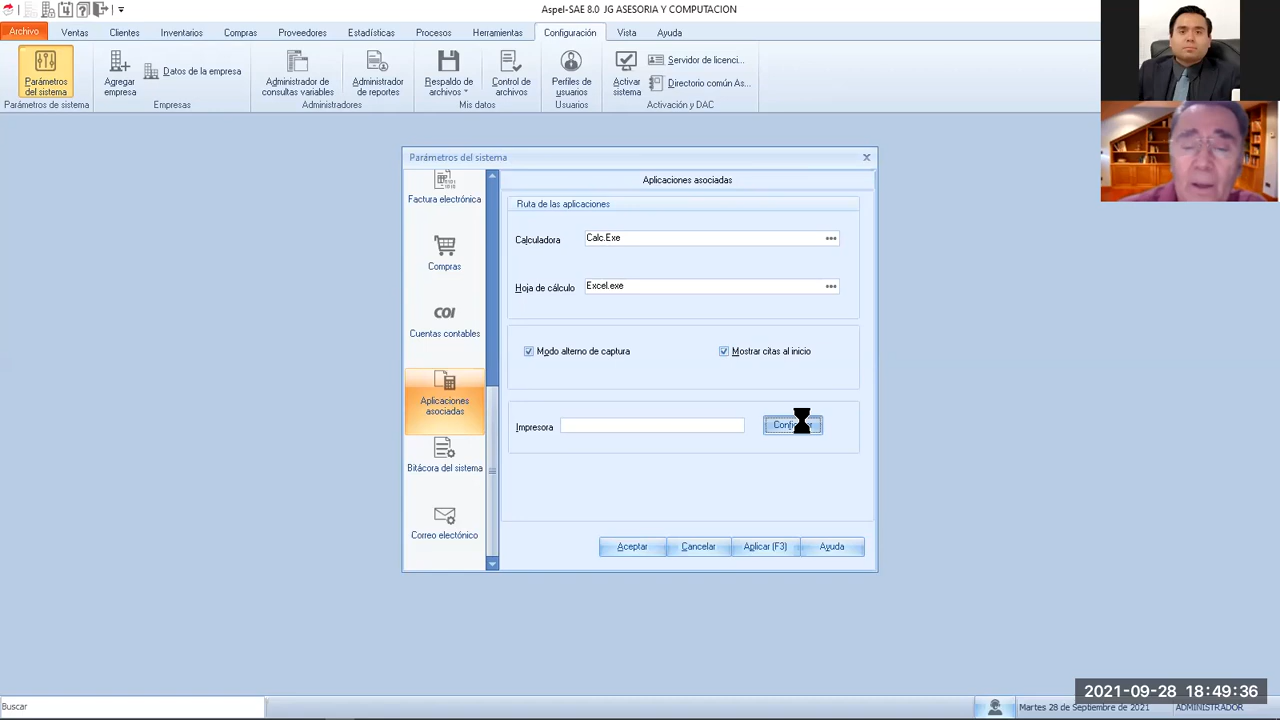 Aspel-SAE 8.0 JG ASESORIA Y COMPUTACION
Archivo Ventas Clientes Inventarios Compras Proveedores Estadísticas Procesos Herramientas Configuración Vista Ayuda
Parámetros del sistema
Agregar empresa
Datos de la empresa
Administrador de consultas variables
Administrador de reportes
Respaldo de archivos
Control de archivos
Perfiles de usuarios
Activar sistema
Servidor de licenci...
Directorio común As...
Parámetros de sistema Empresas Administradores Mis datos Usuarios Activación y DAC
Parámetros del sistema
Factura electrónica
Compras
COI
Cuentas contables
Aplicaciones asociadas
Bitácora del sistema
Correo electrónico
Aplicaciones asociadas
Ruta de las aplicaciones
Calculadora Calc.Exe
Hoja de cálculo Excel.exe
Modo alterno de captura Mostrar citas al inicio
Impresora
Aceptar Cancelar Aplicar (F3) Ayuda
2021-09-28 18:49:36
Buscar Martes 28 de Septiembre de 2021 ADMINISTRADOR